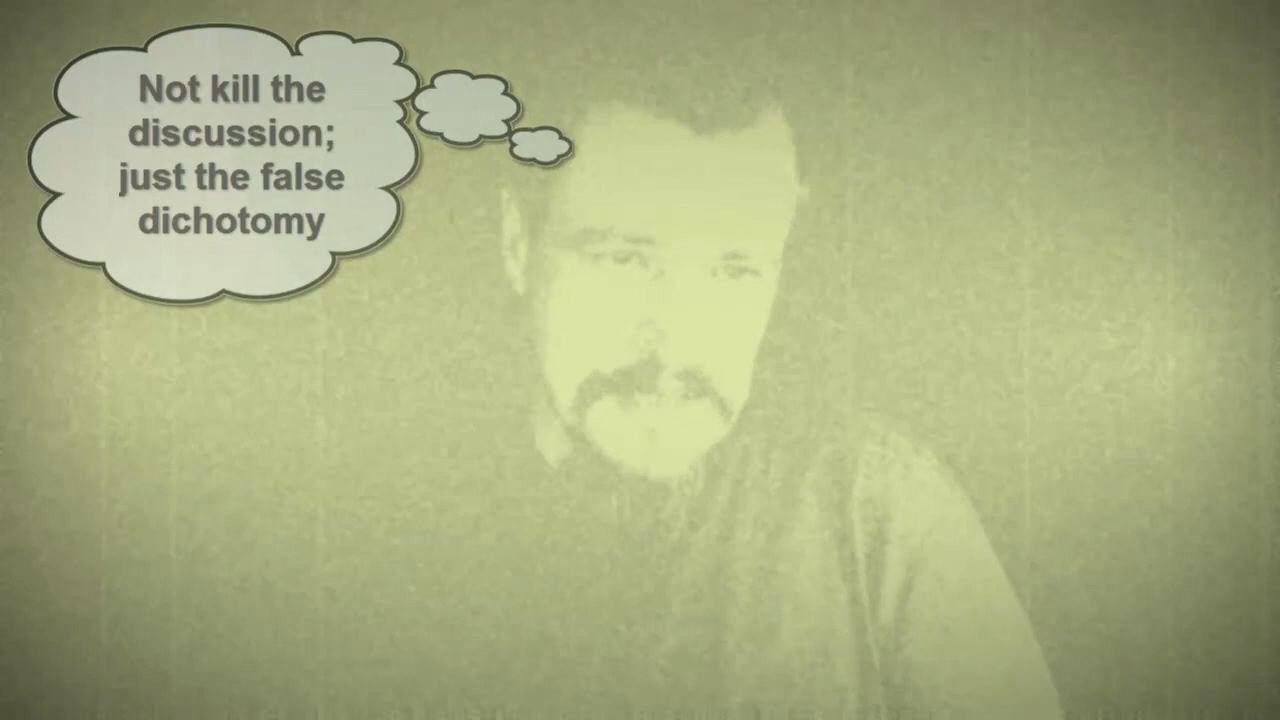 Not kill the
discussion;
just the false
dichotomy